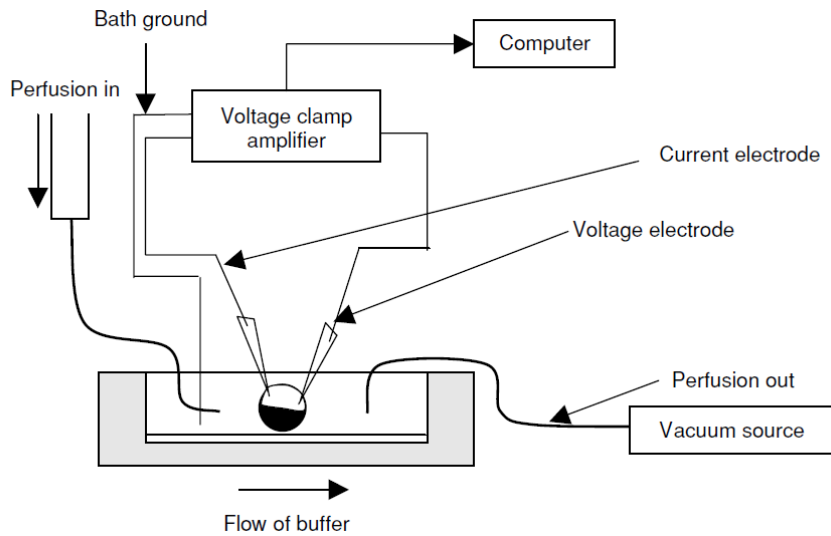 Bath ground
Computer
Perfusion in
Voltage clamp
amplifier
Current electrode
Voltage electrode
Perfusion out
Vacuum source
Flow of buffer